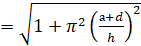 = √(1 + π² ((a+d)/h)²)